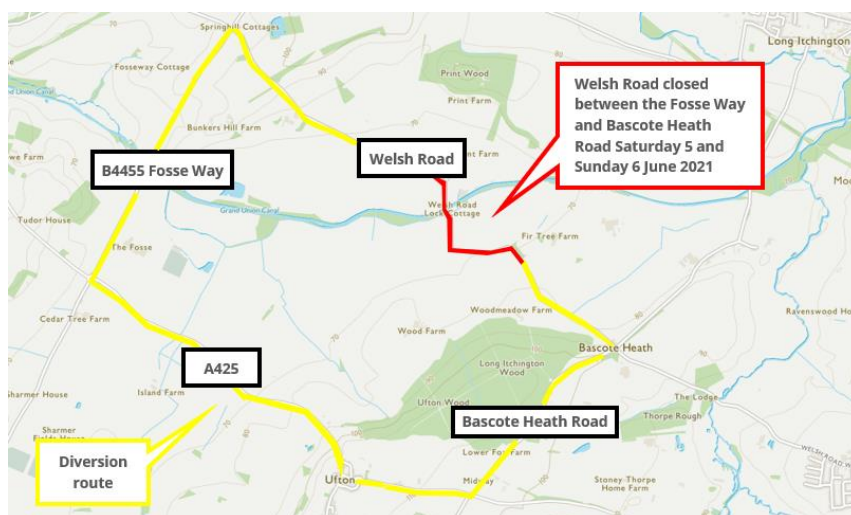 Springhill Cottages
Long Itchington
Fosseway Cottage
Print Wood
Print Farm
Welsh Road closed
between the Fosse Way
and Bascote Heath
Road Saturday 5 and
Sunday 6 June 2021
Bunkers Hill Farm
B4455 Fosse Way
Welsh Road
Tudor House
Grand Union Canal
Welsh Road
Lock Cottage
The Fosse
Fir Tree Farm
Cedar Tree Farm
Woodmeadow Farm
Wood Farm
Bascote Heath
Long Itchington
Wood
A425
Island Farm
Sharmer House
Ufton Wood
The Lodge
Thorpe Rough
Bascote Heath Road
Sharmer
Lower Fox Farm
Diversion
route
Ufton
Stoney Thorpe
Home Farm